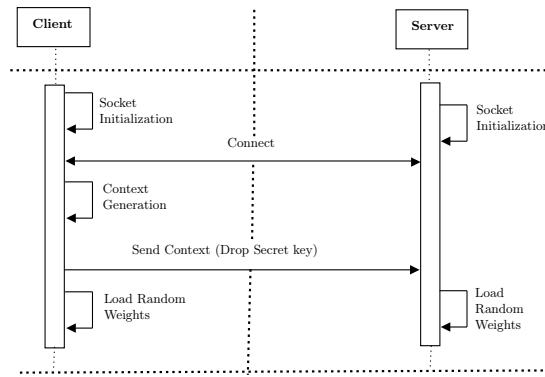 Client
Server
Socket
Initialization
Socket
Initialization
Connect
Context
Generation
Send Context (Drop Secret key)
Load Random
Weights
Load
Random
Weights